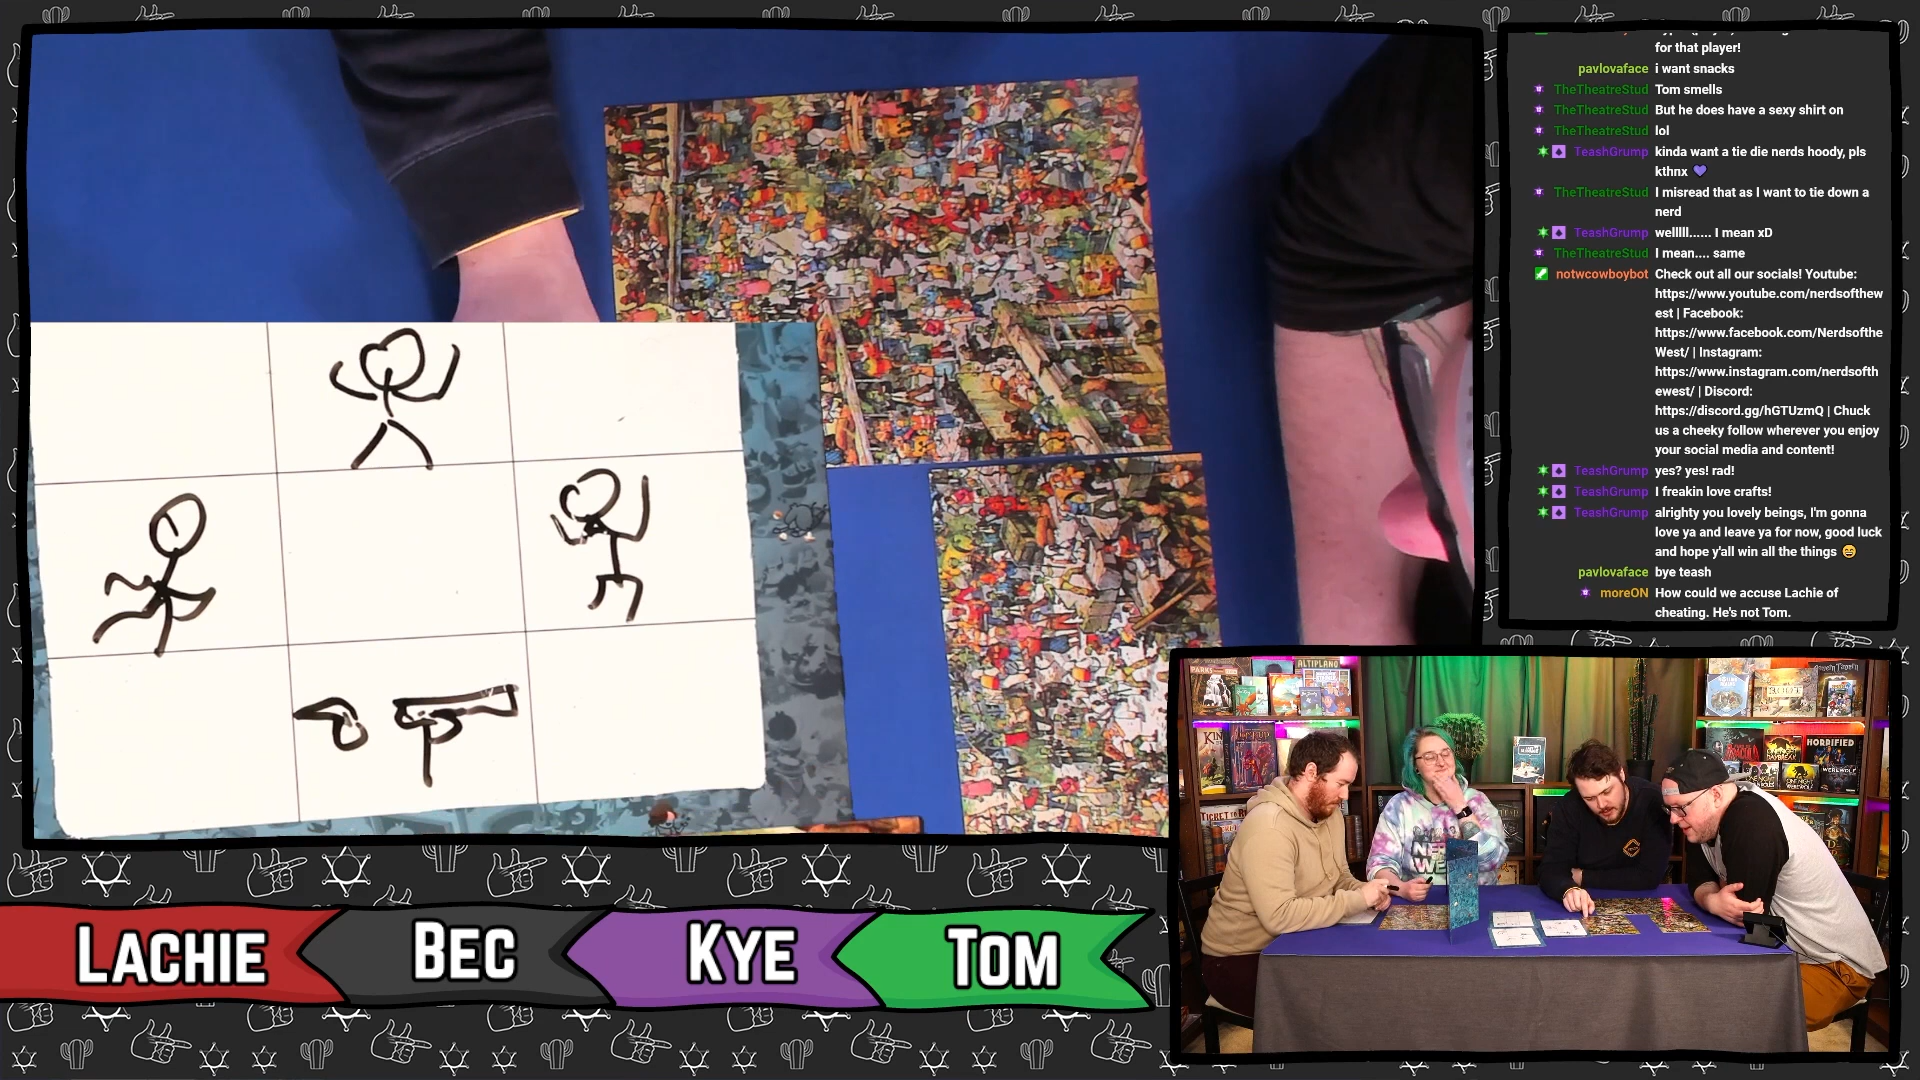 for that player!
pavlovaface i want snacks
TheTheatreStud Tom smells
TheTheatreStud But he does have a sexy shirt on
TheTheatreStud lol
TeashGrump kinda want a tie die nerds hoody, pls
kthnx 💜
TheTheatreStud I misread that as I want to tie down a
nerd
TeashGrump welllll...... I mean xD
TheTheatreStud I mean.... same
notwcowboybot Check out all our socials! Youtube:
https://www.youtube.com/nerdsofthew
est | Facebook:
https://www.facebook.com/Nerdsofthe
West/ | Instagram:
https://www.instagram.com/nerdsofth
ewest/ | Discord:
https://discord.gg/hGTUzmQ | Chuck
us a cheeky follow wherever you enjoy
your social media and content!
TeashGrump yes? yes! rad!
TeashGrump I freakin love crafts!
TeashGrump alrighty you lovely beings, I'm gonna
love ya and leave ya for now, good luck
and hope y'all win all the things 😄
pavlovaface bye teash
moreON How could we accuse Lachie of
cheating. He's not Tom.
PARKS
ALTIPLANO
HORRIFIED
WEREWOLF
TICKET TO
LACHIE
BEC
KYE
TOM